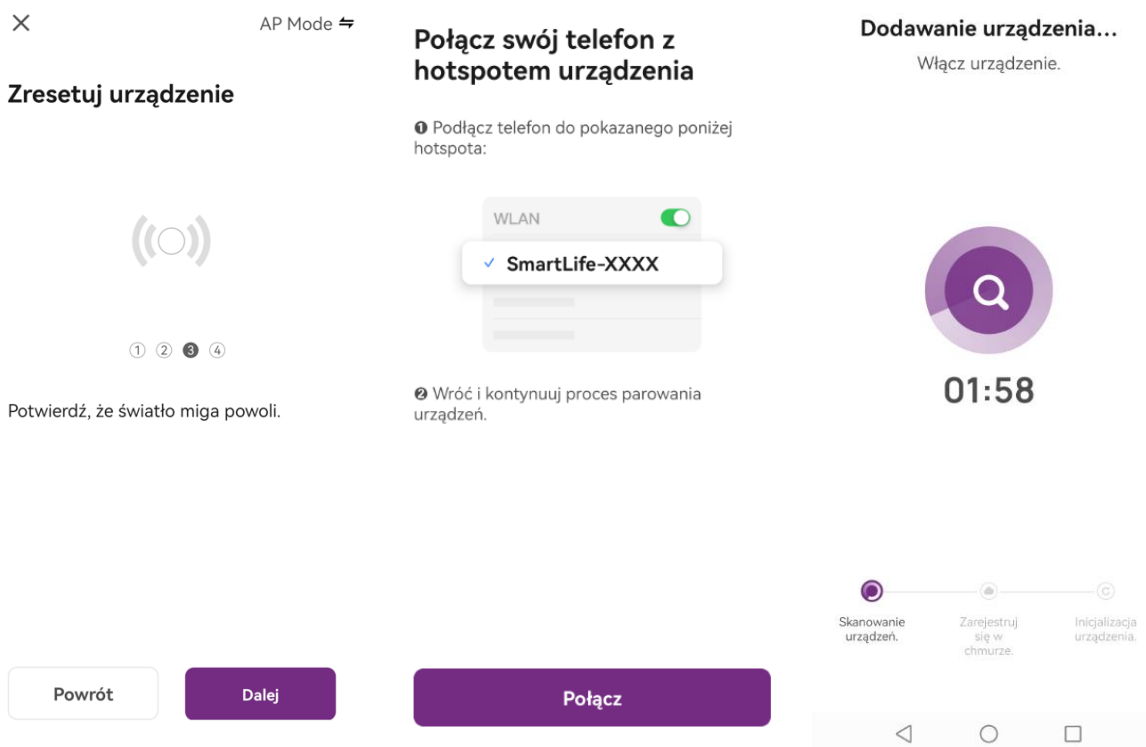 AP Mode
Zresetuj urządzenie
1 2 3 4
Potwierdź, że światło miga powoli.
Powrót
Dalej
Połącz swój telefon z
hotspotem urządzenia
❶ Podłącz telefon do pokazanego poniżej
hotspota:
WLAN
SmartLife-XXXX
❷ Wróć i kontynuuj proces parowania
urządzeń.
Połącz
Dodawanie urządzenia...
Włącz urządzenie.
01:58
Skanowanie
urządzeń.
Zarejestruj
się w
chmurze.
Inicjalizacja
urządzenia.